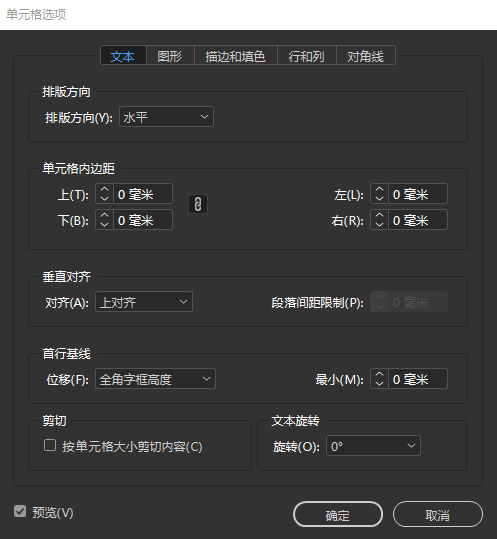 单元格选项
文本 图形 描边和填色 行和列 对角线
排版方向
排版方向(Y): 水平
单元格内边距
上(T): 0 毫米 左(L): 0 毫米
下(B): 0 毫米 右(R): 0 毫米
垂直对齐
对齐(A): 上对齐 段落间距限制(P): 0 毫米
首行基线
位移(F): 全角字框高度 最小(M): 0 毫米
剪切 文本旋转
按单元格大小剪切内容(C) 旋转(O): 0°
预览(V) 确定 取消